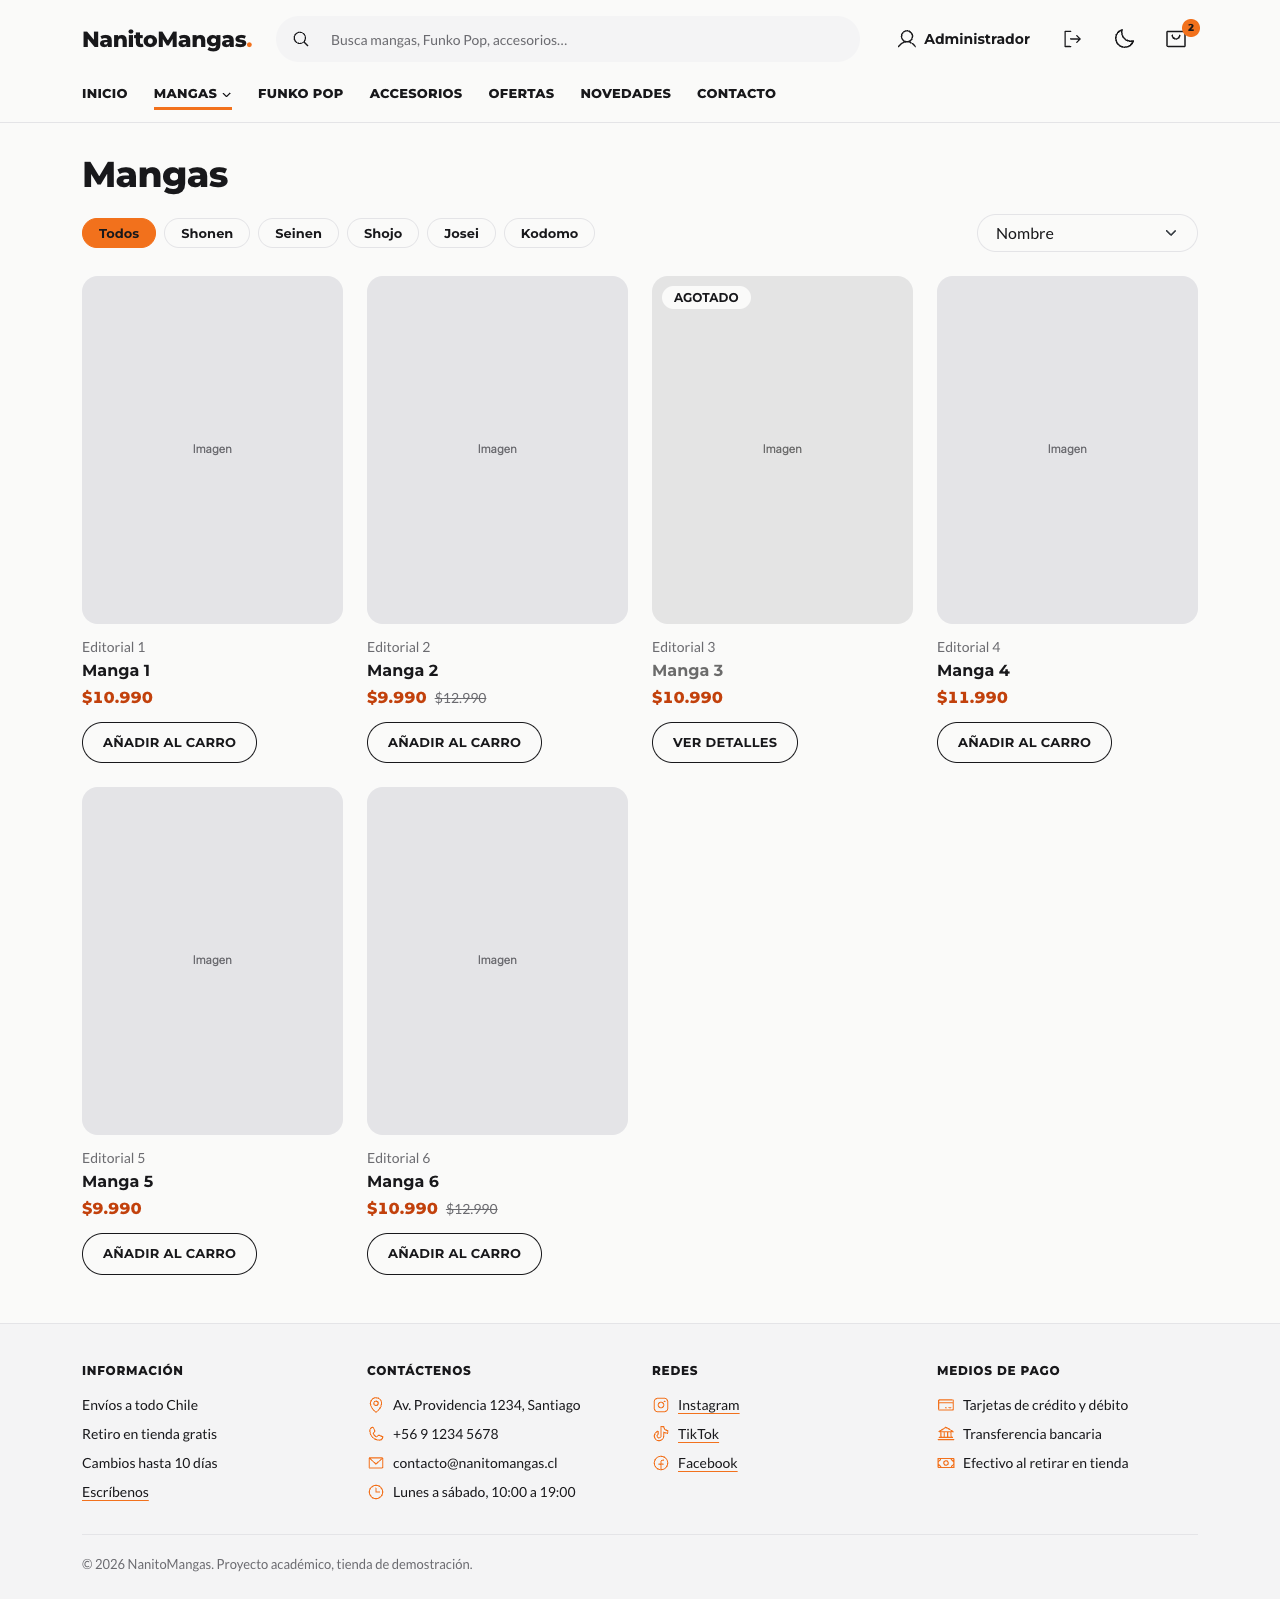 NanitoMangas.
Busca mangas, Funko Pop, accesorios...
Administrador
2
INICIO
MANGAS
FUNKO POP
ACCESORIOS
OFERTAS
NOVEDADES
CONTACTO
Mangas
Todos
Shonen
Seinen
Shojo
Josei
Kodomo
Nombre
Imagen
Editorial 1
Manga 1
$10.990
AÑADIR AL CARRO
Imagen
Editorial 2
Manga 2
$9.990 $12.990
AÑADIR AL CARRO
AGOTADO
Imagen
Editorial 3
Manga 3
$10.990
VER DETALLES
Imagen
Editorial 4
Manga 4
$11.990
AÑADIR AL CARRO
Imagen
Editorial 5
Manga 5
$9.990
AÑADIR AL CARRO
Imagen
Editorial 6
Manga 6
$10.990 $12.990
AÑADIR AL CARRO
INFORMACIÓN
Envíos a todo Chile
Retiro en tienda gratis
Cambios hasta 10 días
Escríbenos
CONTÁCTENOS
Av. Providencia 1234, Santiago
+56 9 1234 5678
contacto@nanitomangas.cl
Lunes a sábado, 10:00 a 19:00
REDES
Instagram
TikTok
Facebook
MEDIOS DE PAGO
Tarjetas de crédito y débito
Transferencia bancaria
Efectivo al retirar en tienda
© 2026 NanitoMangas. Proyecto académico, tienda de demostración.